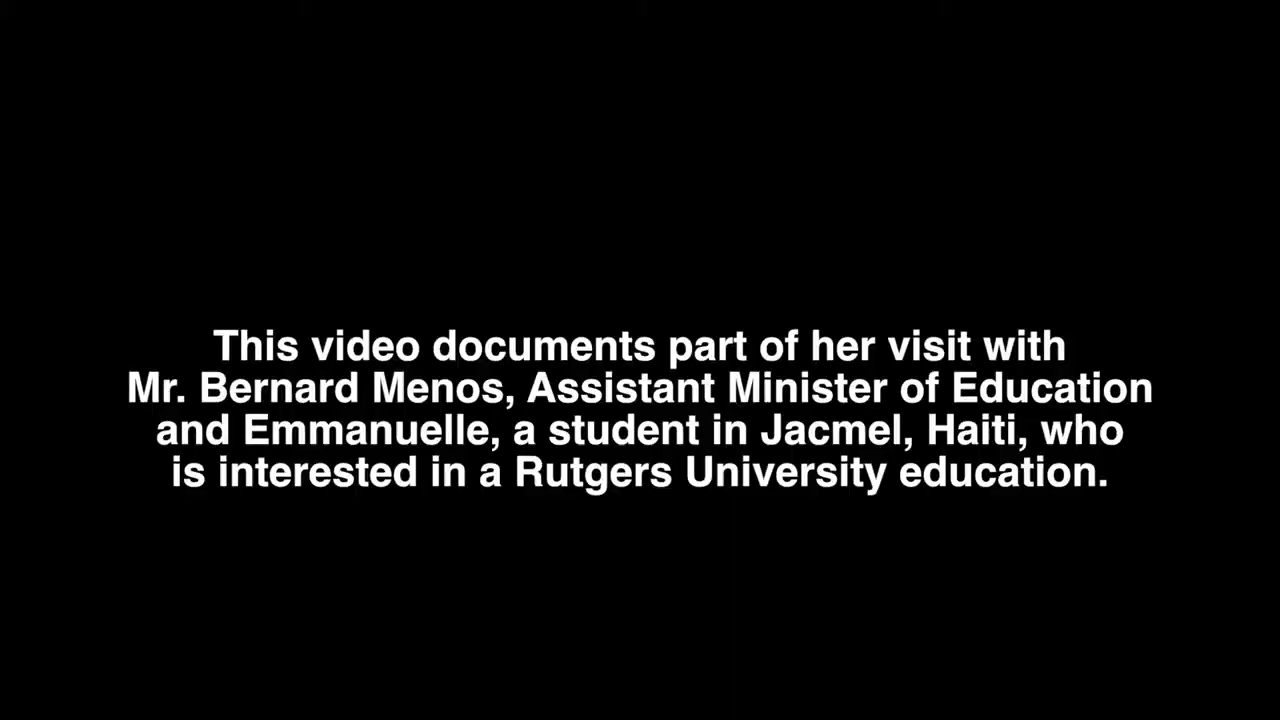 This video documents part of her visit with
Mr. Bernard Menos, Assistant Minister of Education
and Emmanuelle, a student in Jacmel, Haiti, who
is interested in a Rutgers University education.